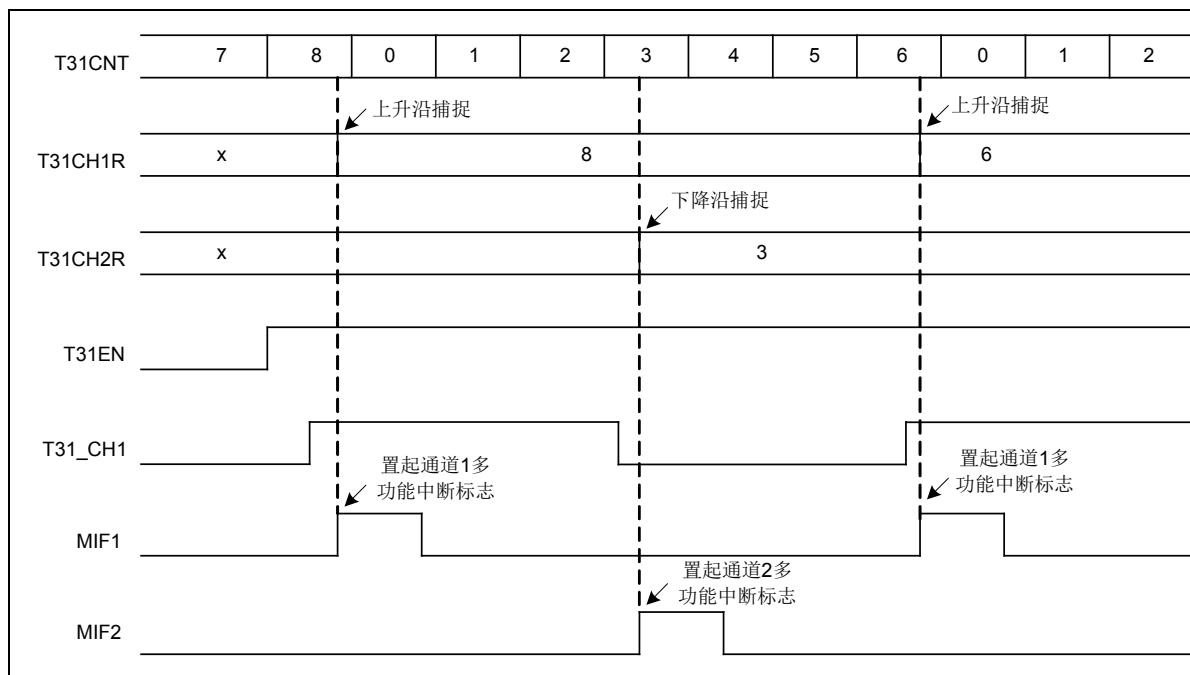 T31CNT 7 8 0 1 2 3 4 5 6 0 1 2
上升沿捕捉 上升沿捕捉
T31CH1R x 8 6
下降沿捕捉
T31CH2R x 3
T31EN
T31_CH1
置起通道1多
功能中断标志
置起通道1多
功能中断标志
MIF1
置起通道2多
功能中断标志
MIF2